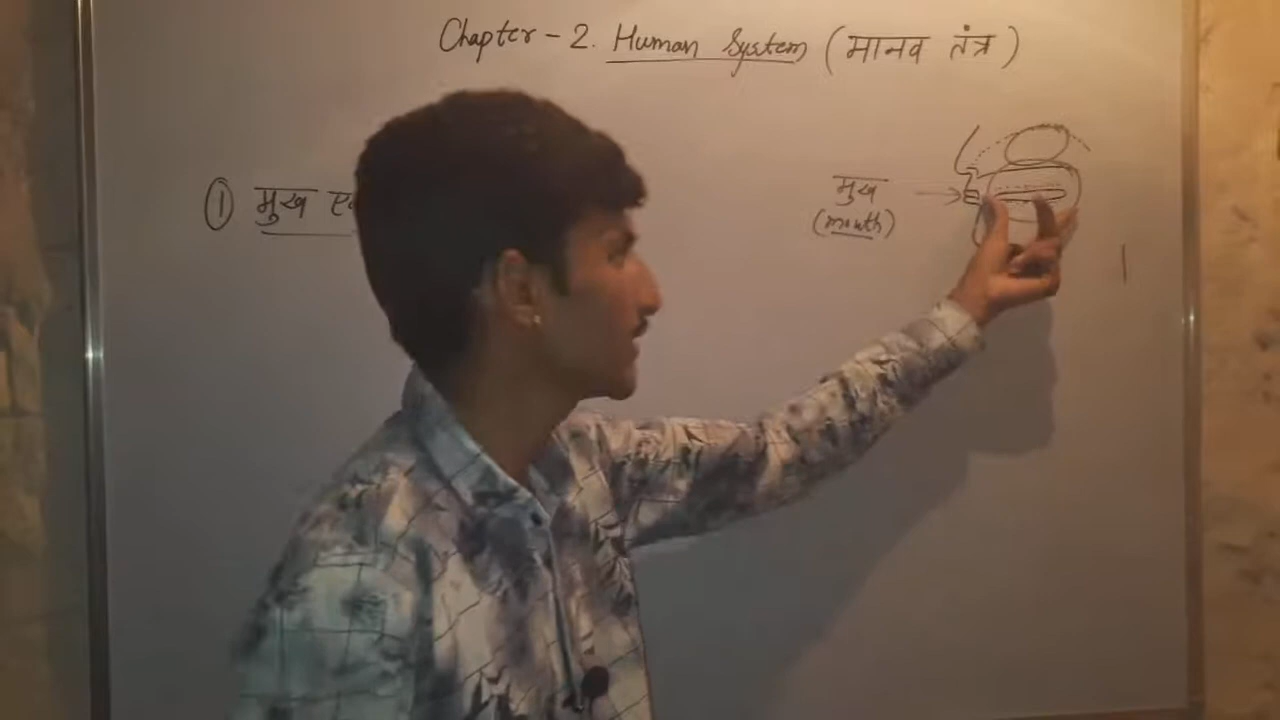 Chapter - 2. Human System (मानव तंत्र)
① मुख
मुख
(mouth)